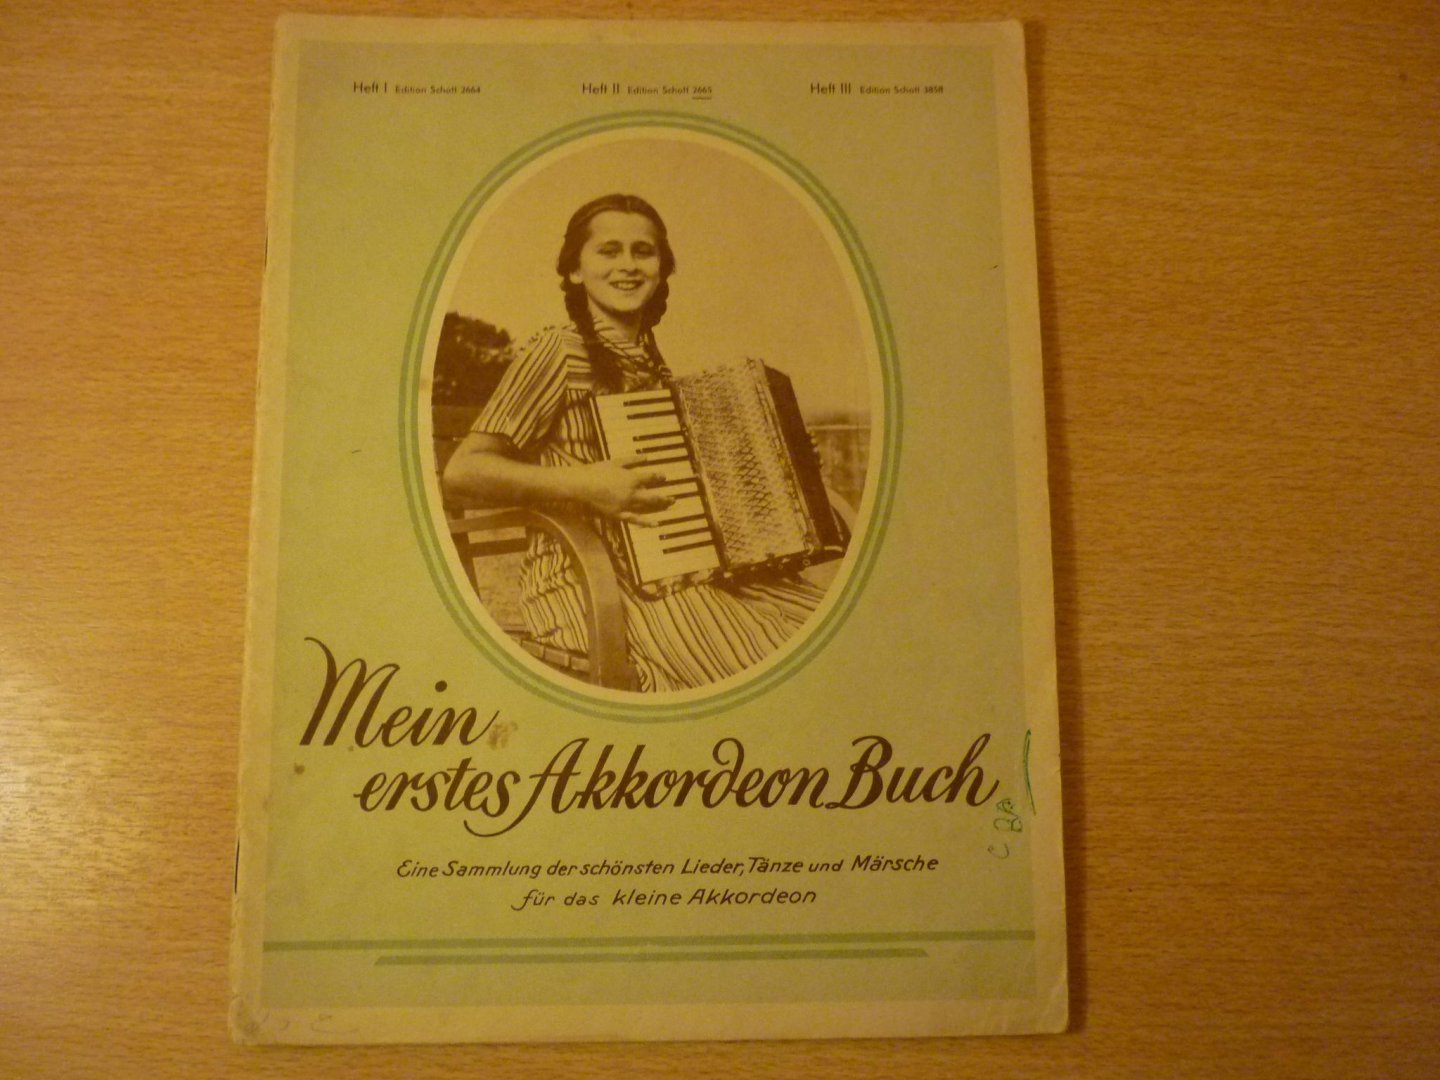 Heft I Edition Schott 2664 Heft II Edition Schott 2665 Heft III Edition Schott 3858
Mein
erstes Akkordeon Buch
Eine Sammlung der schönsten Lieder, Tänze und Märsche
für das kleine Akkordeon